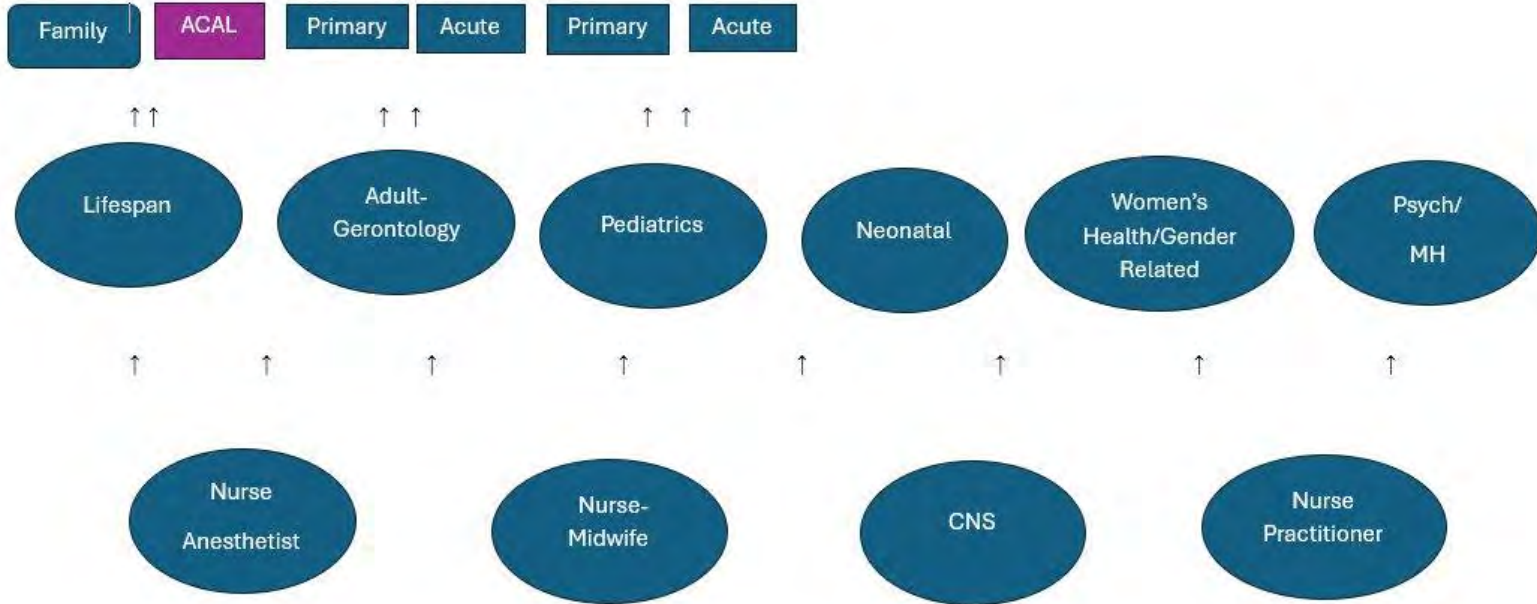 Family
ACAL
Primary
Acute
Primary
Acute
↑↑
↑ ↑
↑ ↑
Lifespan
Adult-
Gerontology
Pediatrics
Neonatal
Women's
Health/Gender
Related
Psych/
MH
↑ ↑ ↑ ↑ ↑ ↑ ↑ ↑
Nurse
Anesthetist
Nurse-
Midwife
CNS
Nurse
Practitioner